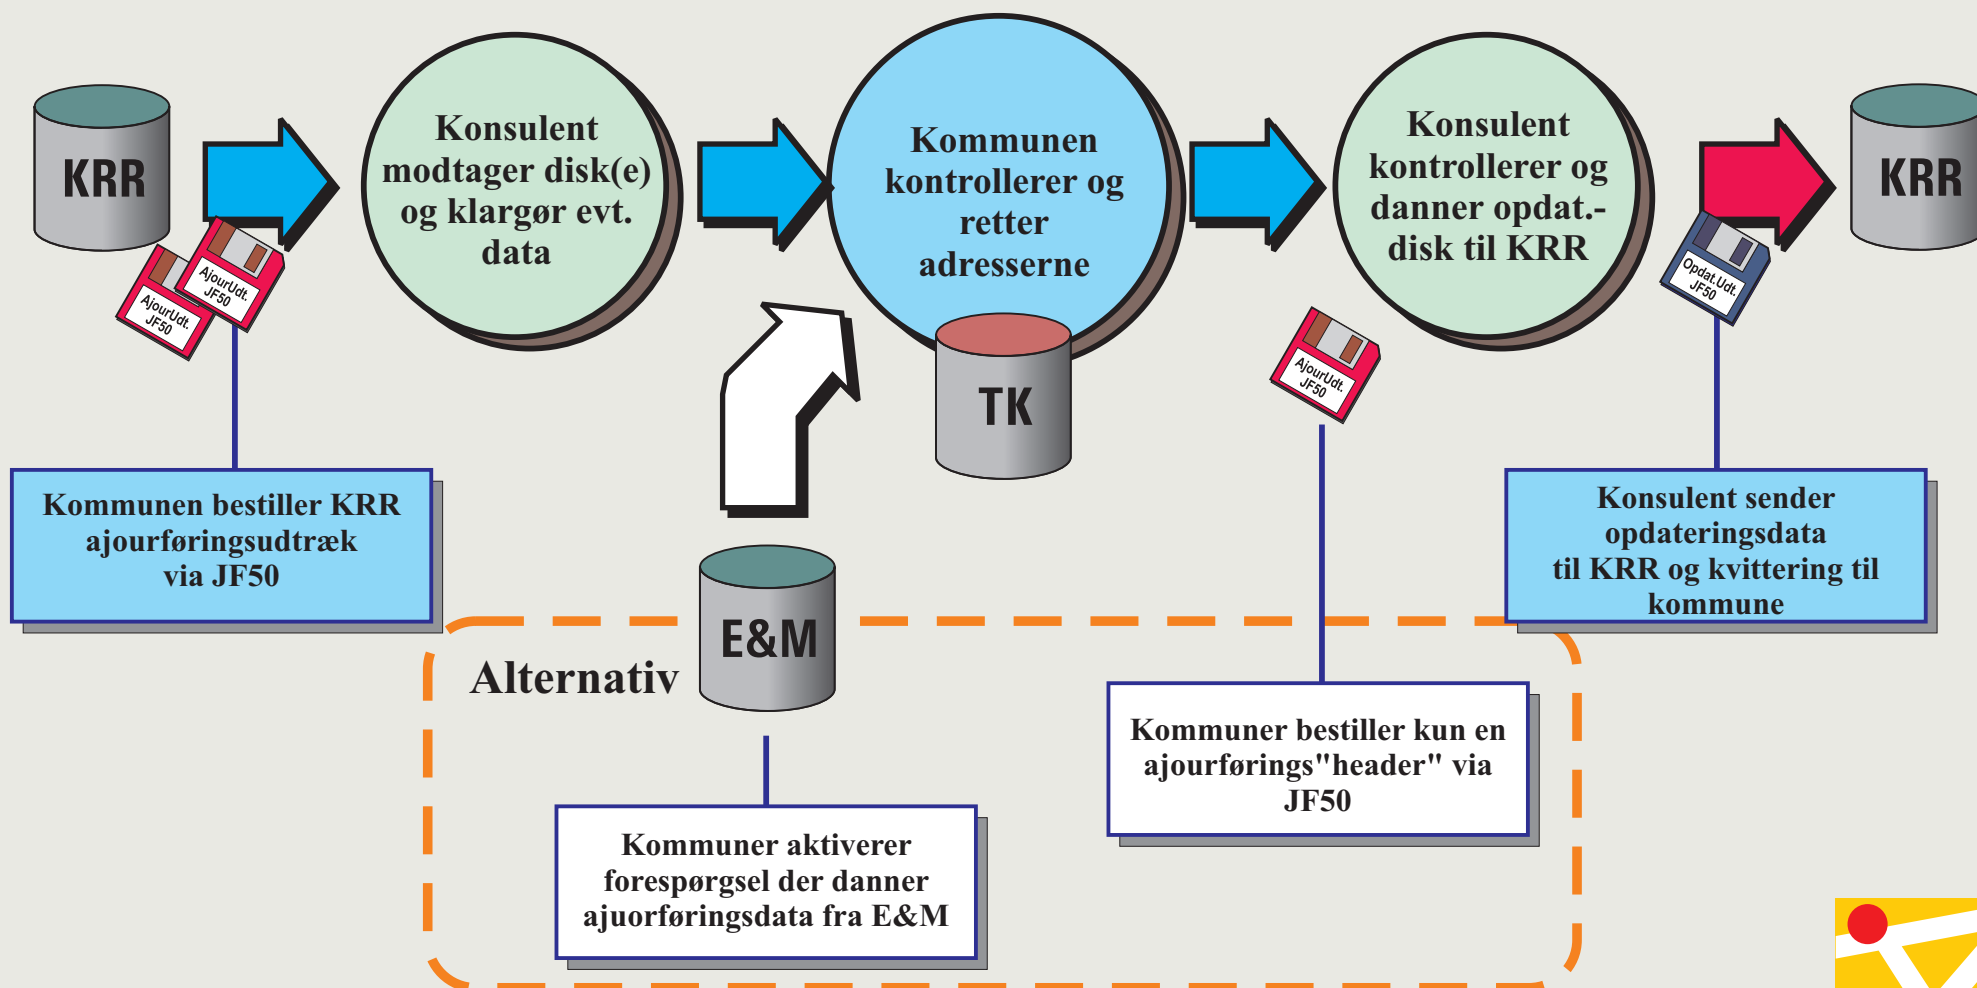 KRR
Konsulent
modtager disk(e)
og klargør evt.
data
Kommunen
kontrollerer og
retter
adresserne
Konsulent
kontrollerer og
danner opdat.-
disk til KRR
KRR
AjourUdt.
JF50
AjourUdt.
JF50
Opdat.Udt.
JF50
AjourUdt.
JF50
TK
Kommunen bestiller KRR
ajourføringsudtræk
via JF50
Konsulent sender
opdateringsdata
til KRR og kvittering til
kommune
E&M
Alternativ
Kommuner bestiller kun en
ajourførings"header" via
JF50
Kommuner aktiverer
forespørgsel der danner
ajuorføringsdata fra E&M